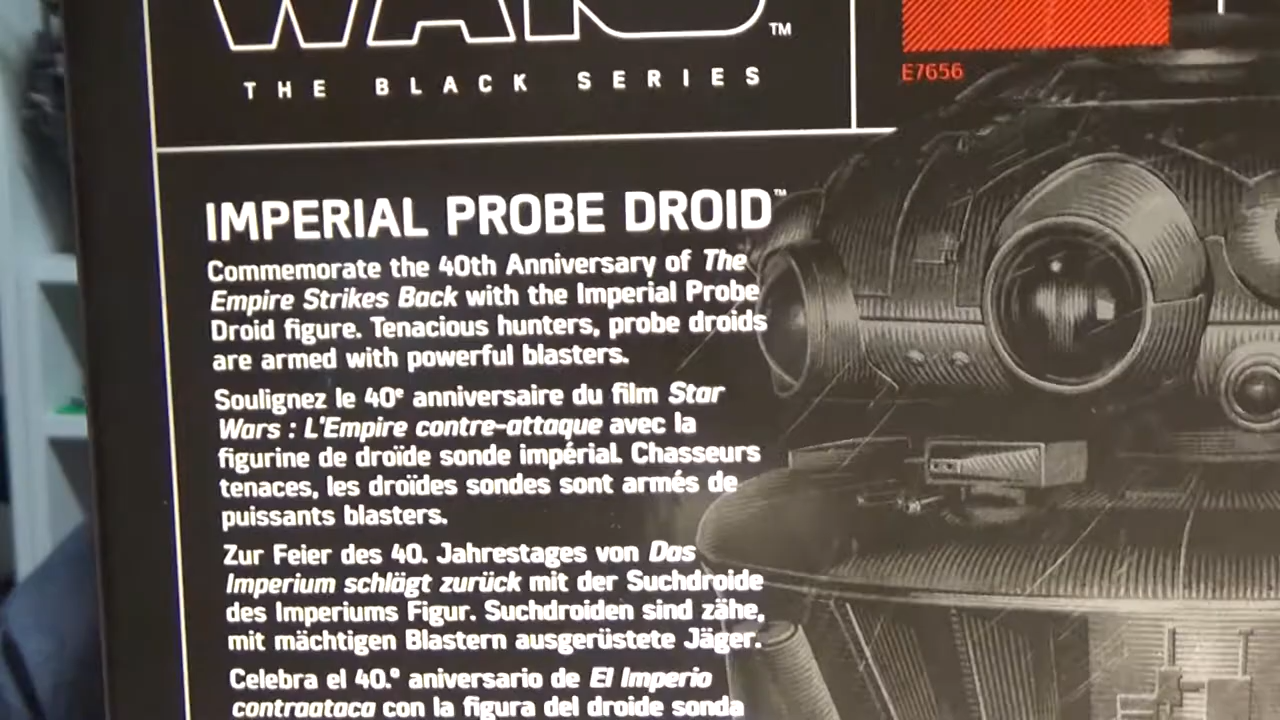 WARS™
THE BLACK SERIES
E7656
IMPERIAL PROBE DROID™
Commemorate the 40th Anniversary of The
Empire Strikes Back with the Imperial Probe
Droid figure. Tenacious hunters, probe droids
are armed with powerful blasters.
Soulignez le 40e anniversaire du film Star
Wars : L'Empire contre-attaque avec la
figurine de droïde sonde impérial. Chasseurs
tenaces, les droïdes sondes sont armés de
puissants blasters.
Zur Feier des 40. Jahrestages von Das
Imperium schlägt zurück mit der Suchdroide
des Imperiums Figur. Suchdroiden sind zähe,
mit mächtigen Blastern ausgerüstete Jäger.
Celebra el 40.° aniversario de El Imperio
contraataca con la figura del droide sonda